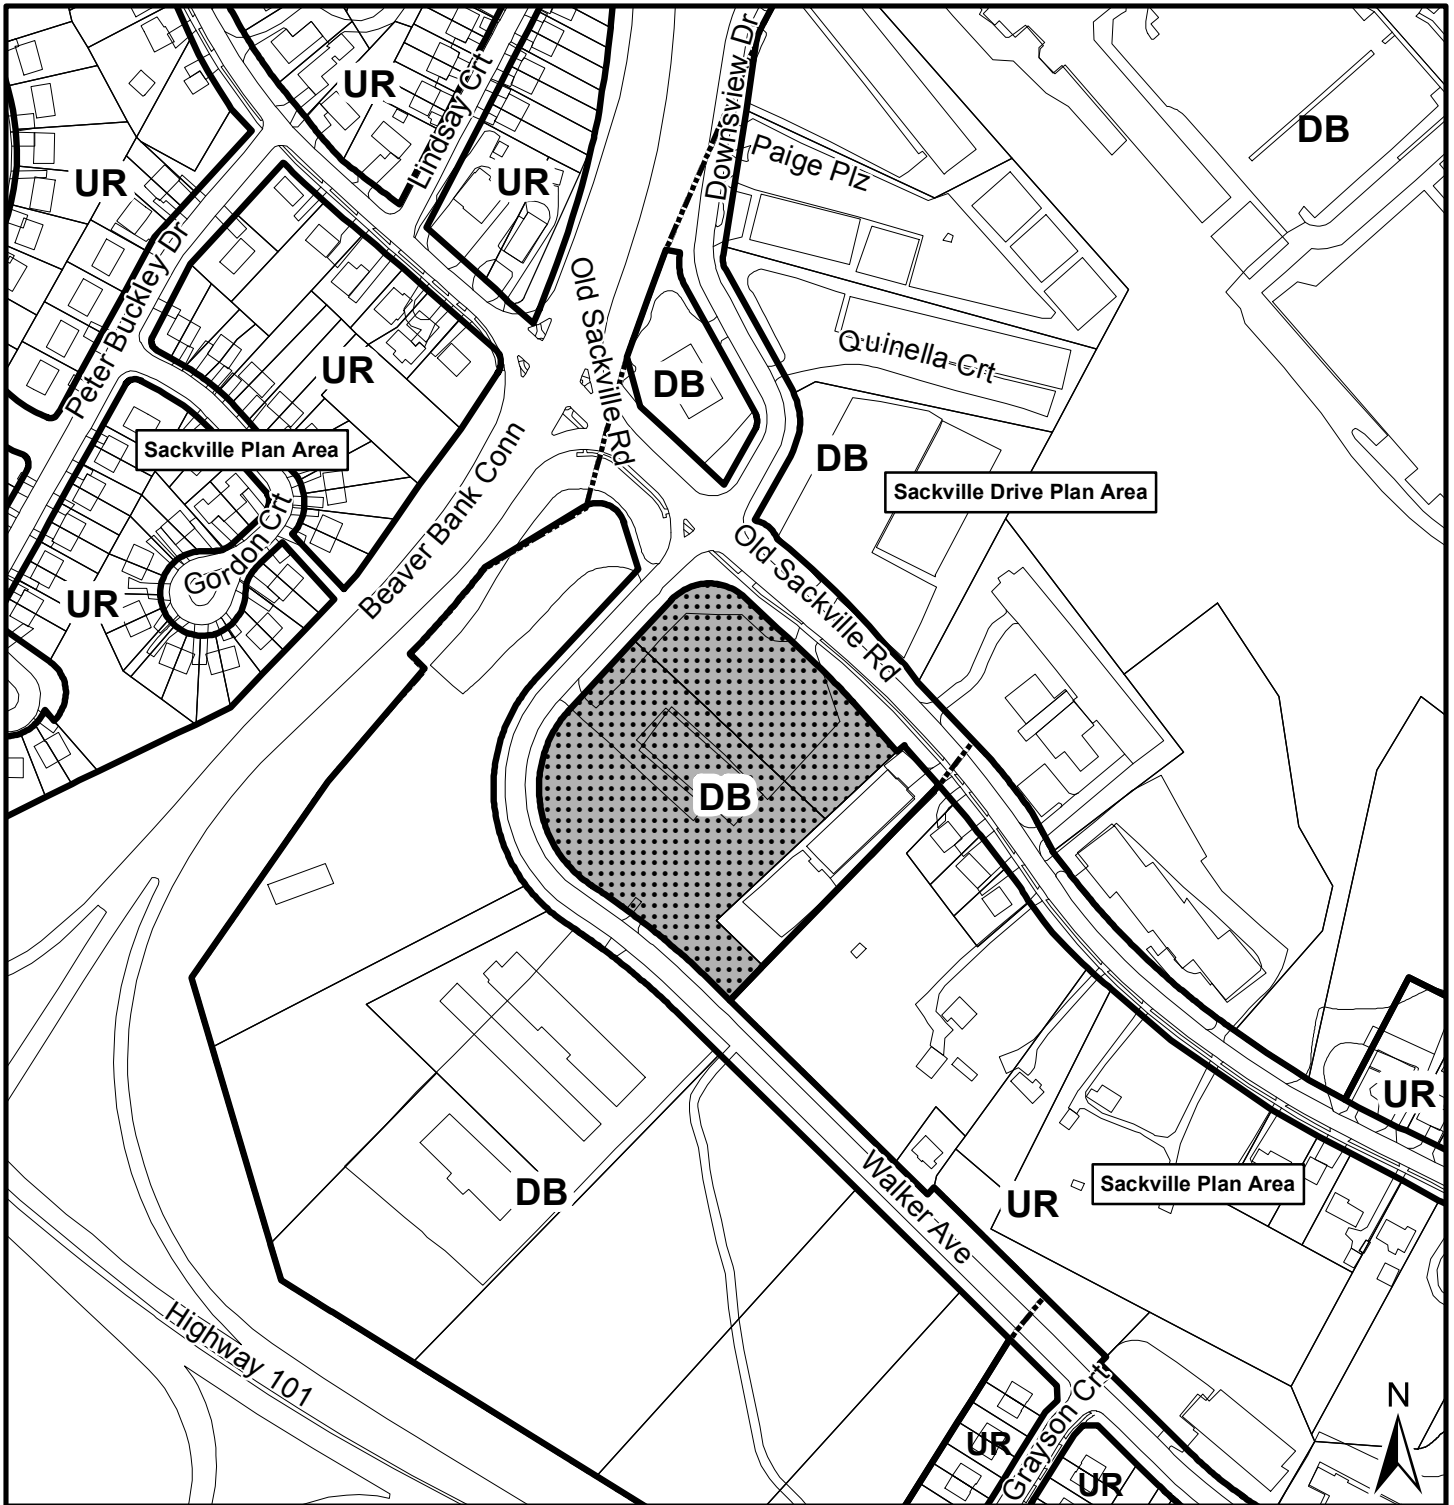 UR
Lindsay Crt
Downsview Dr
DB
Paige Plz
UR
UR
Peter Buckley Dr
Old Sackville Rd
Quinella Crt
UR
DB
Sackville Plan Area
DB
Sackville Drive Plan Area
Beaver Bank Conn
Gordon Crt
Old Sackville Rd
UR
DB
UR
Walker Ave
Sackville Plan Area
DB
UR
Highway 101
N
Grayson Crt
UR
UR